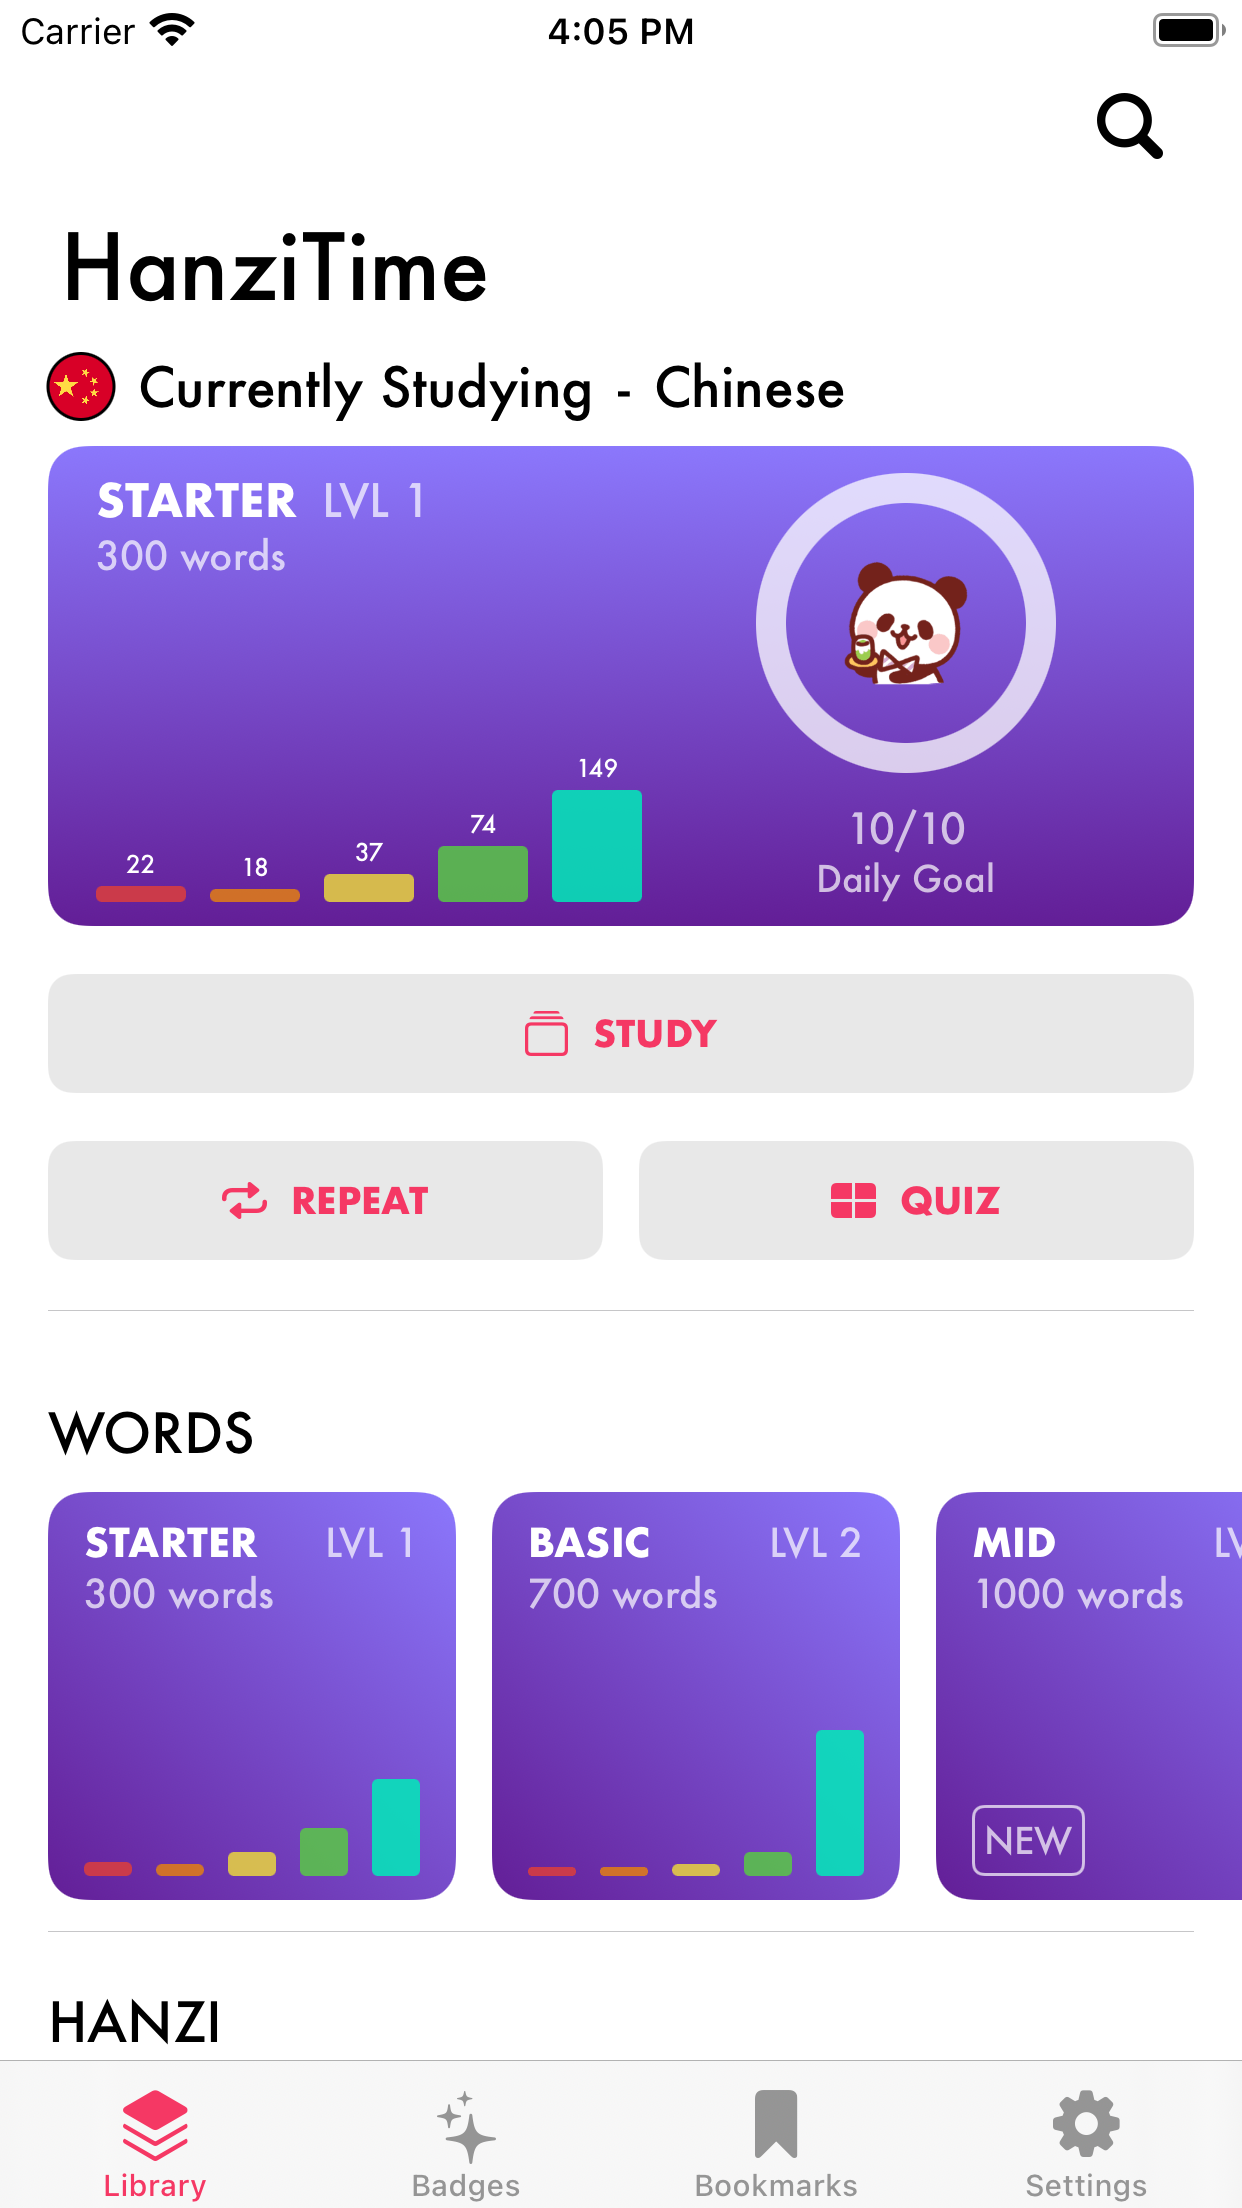 Carrier 4:05 PM
HanziTime
Currently Studying - Chinese
STARTER LVL 1
300 words
149
74
37
22
18
10/10
Daily Goal
STUDY
REPEAT
QUIZ
WORDS
STARTER LVL 1
300 words
BASIC LVL 2
700 words
MID LV
1000 words
NEW
HANZI
Library
Badges
Bookmarks
Settings